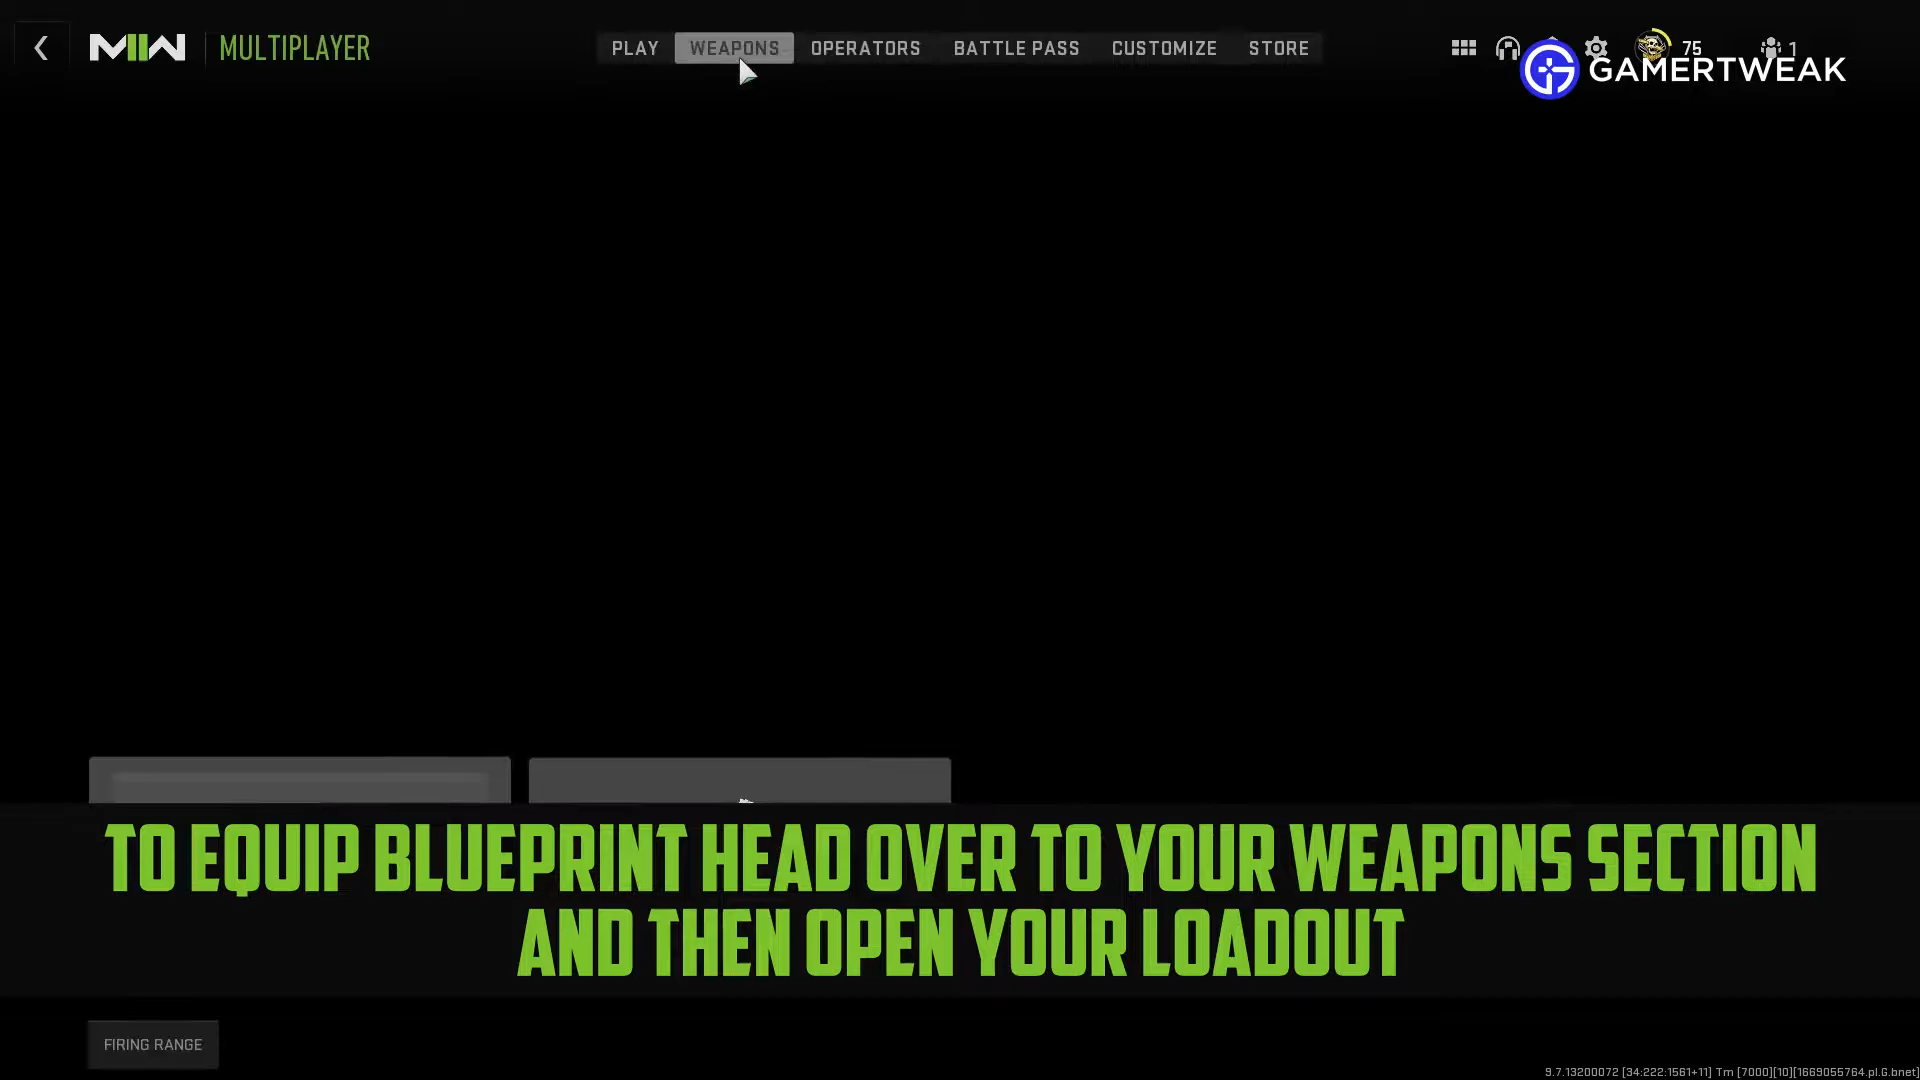 MWII MULTIPLAYER
PLAY WEAPONS OPERATORS BATTLE PASS CUSTOMIZE STORE
75
1
GAMERTWEAK
TO EQUIP BLUEPRINT HEAD OVER TO YOUR WEAPONS SECTION
AND THEN OPEN YOUR LOADOUT
FIRING RANGE
9.7.13200072 [34:222:1561+11] Tm [7000][10][1669055764.pl.G.bnet]